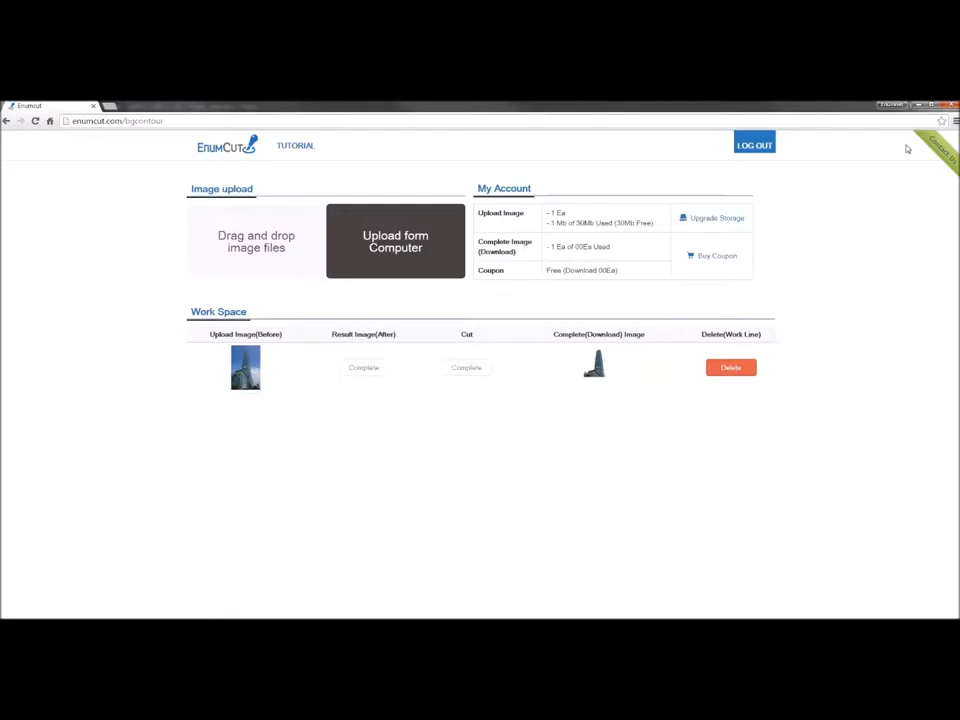 Enumcut
enumcut.com/bgcontour
Contact Us
ENUMCUT
TUTORIAL
LOG OUT
Image upload
Drag and drop
image files
Upload form
Computer
My Account
Upload Image
- 1 Ea
- 1 Mb of 30Mb Used (30Mb Free)
Upgrade Storage
Complete Image
(Download)
- 1 Ea of 00Ea Used
Buy Coupon
Coupon
Free (Download 00Ea)
Work Space
Upload Image(Before)
Result Image(After)
Cut
Complete(Download) Image
Delete(Work Line)
Complete
Complete
Delete